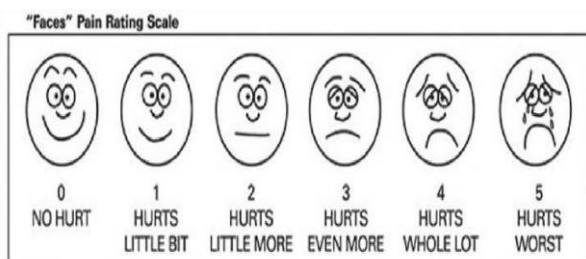 "Faces" Pain Rating Scale
0 1 2 3 4 5
NO HURT HURTS HURTS HURTS HURTS HURTS
LITTLE BIT LITTLE MORE EVEN MORE WHOLE LOT WORST